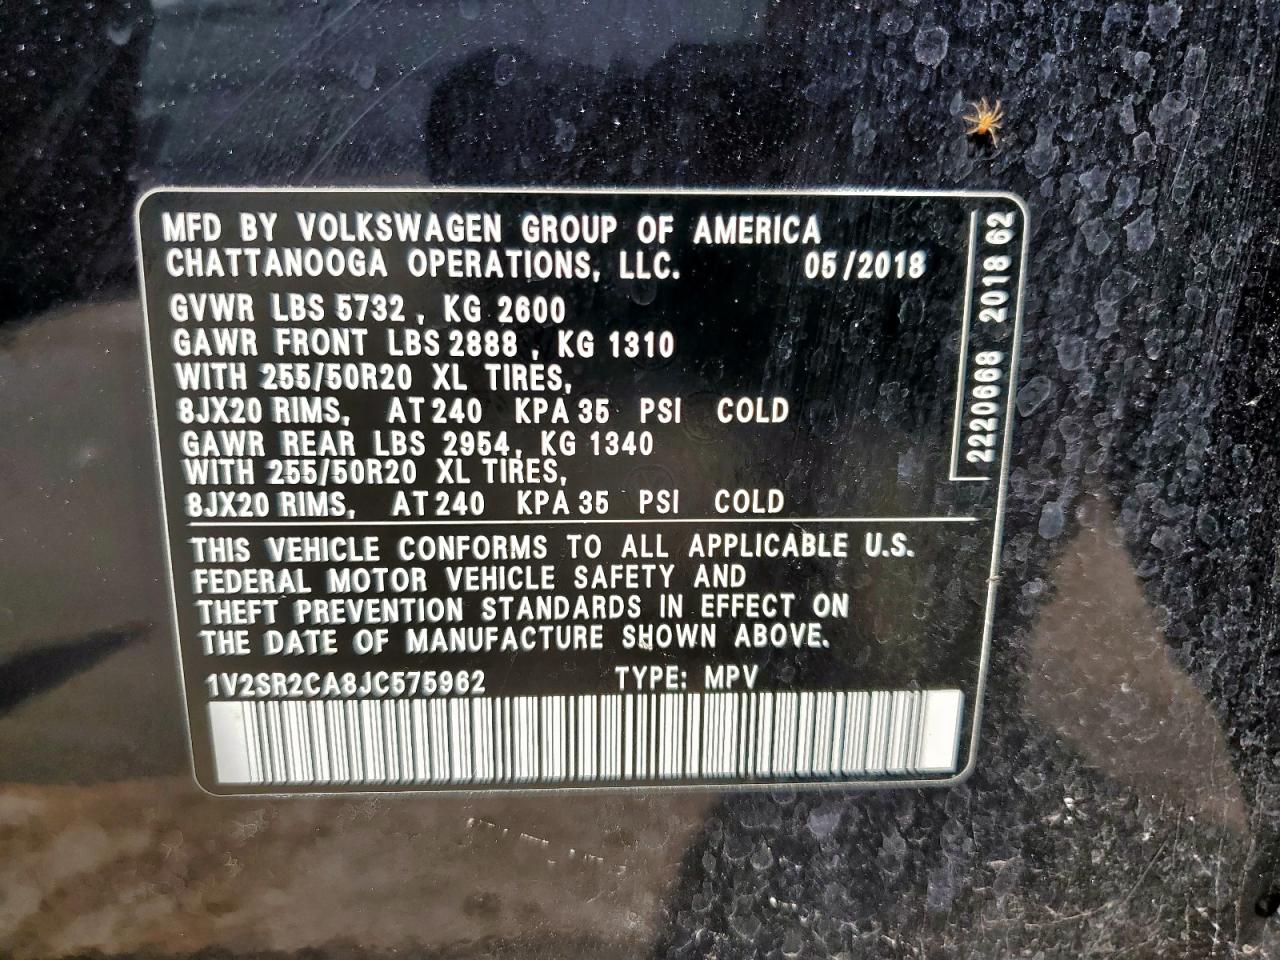 MFD BY VOLKSWAGEN GROUP OF AMERICA
CHATTANOOGA OPERATIONS, LLC. 05/2018
GVWR LBS 5732, KG 2600
GAWR FRONT LBS 2888, KG 1310
WITH 255/50R20 XL TIRES,
8JX20 RIMS, AT 240 KPA 35 PSI COLD
GAWR REAR LBS 2954, KG 1340
WITH 255/50R20 XL TIRES,
8JX20 RIMS, AT 240 KPA 35 PSI COLD
2220668 2018 62
THIS VEHICLE CONFORMS TO ALL APPLICABLE U.S.
FEDERAL MOTOR VEHICLE SAFETY AND
THEFT PREVENTION STANDARDS IN EFFECT ON
THE DATE OF MANUFACTURE SHOWN ABOVE.
1V2SR2CA8JC575962 TYPE: MPV